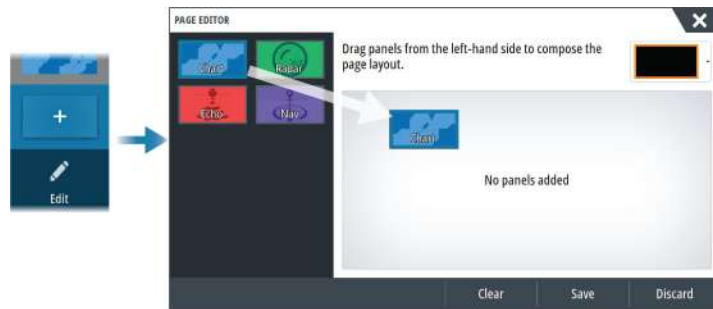 PAGE EDITOR
Chart
Radar
Echo
Nav
Drag panels from the left-hand side to compose the
page layout.
Chart
No panels added
+
Edit
Clear
Save
Discard